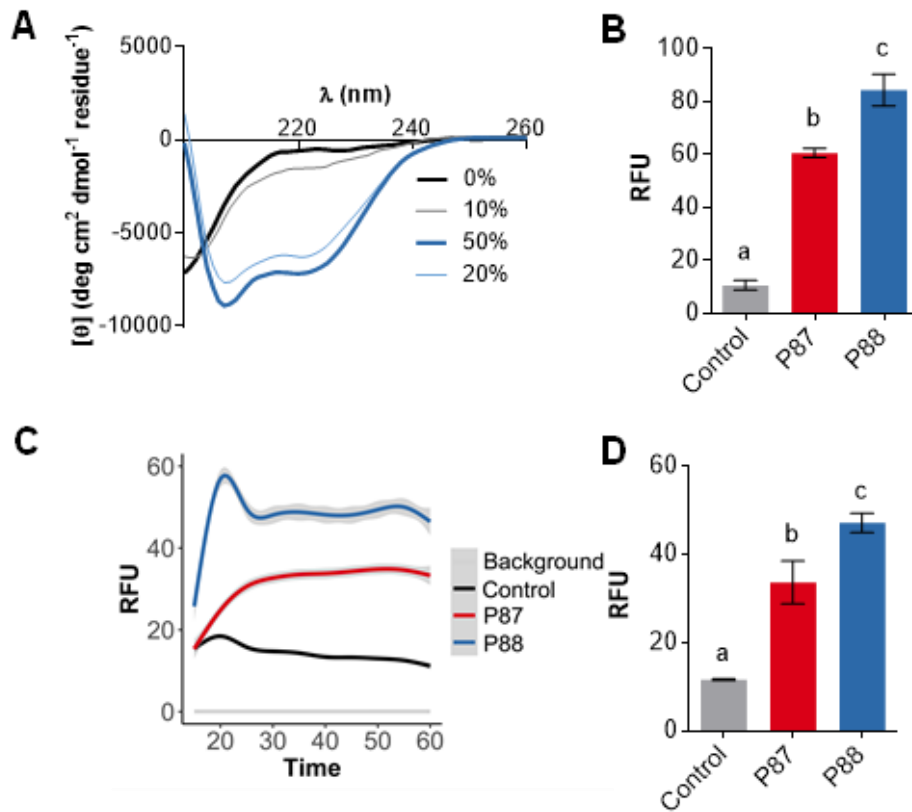 A
5000
0
-5000
-10000
[θ] (deg cm² dmol⁻¹ residue⁻¹)
λ (nm)
220
240
260
0%
10%
50%
20%
B
100
80
60
40
20
0
RFU
a
b
c
Control
P87
P88
C
60
40
20
0
RFU
20
30
40
50
60
Time
Background
Control
P87
P88
D
60
40
20
0
RFU
a
b
c
Control
P87
P88